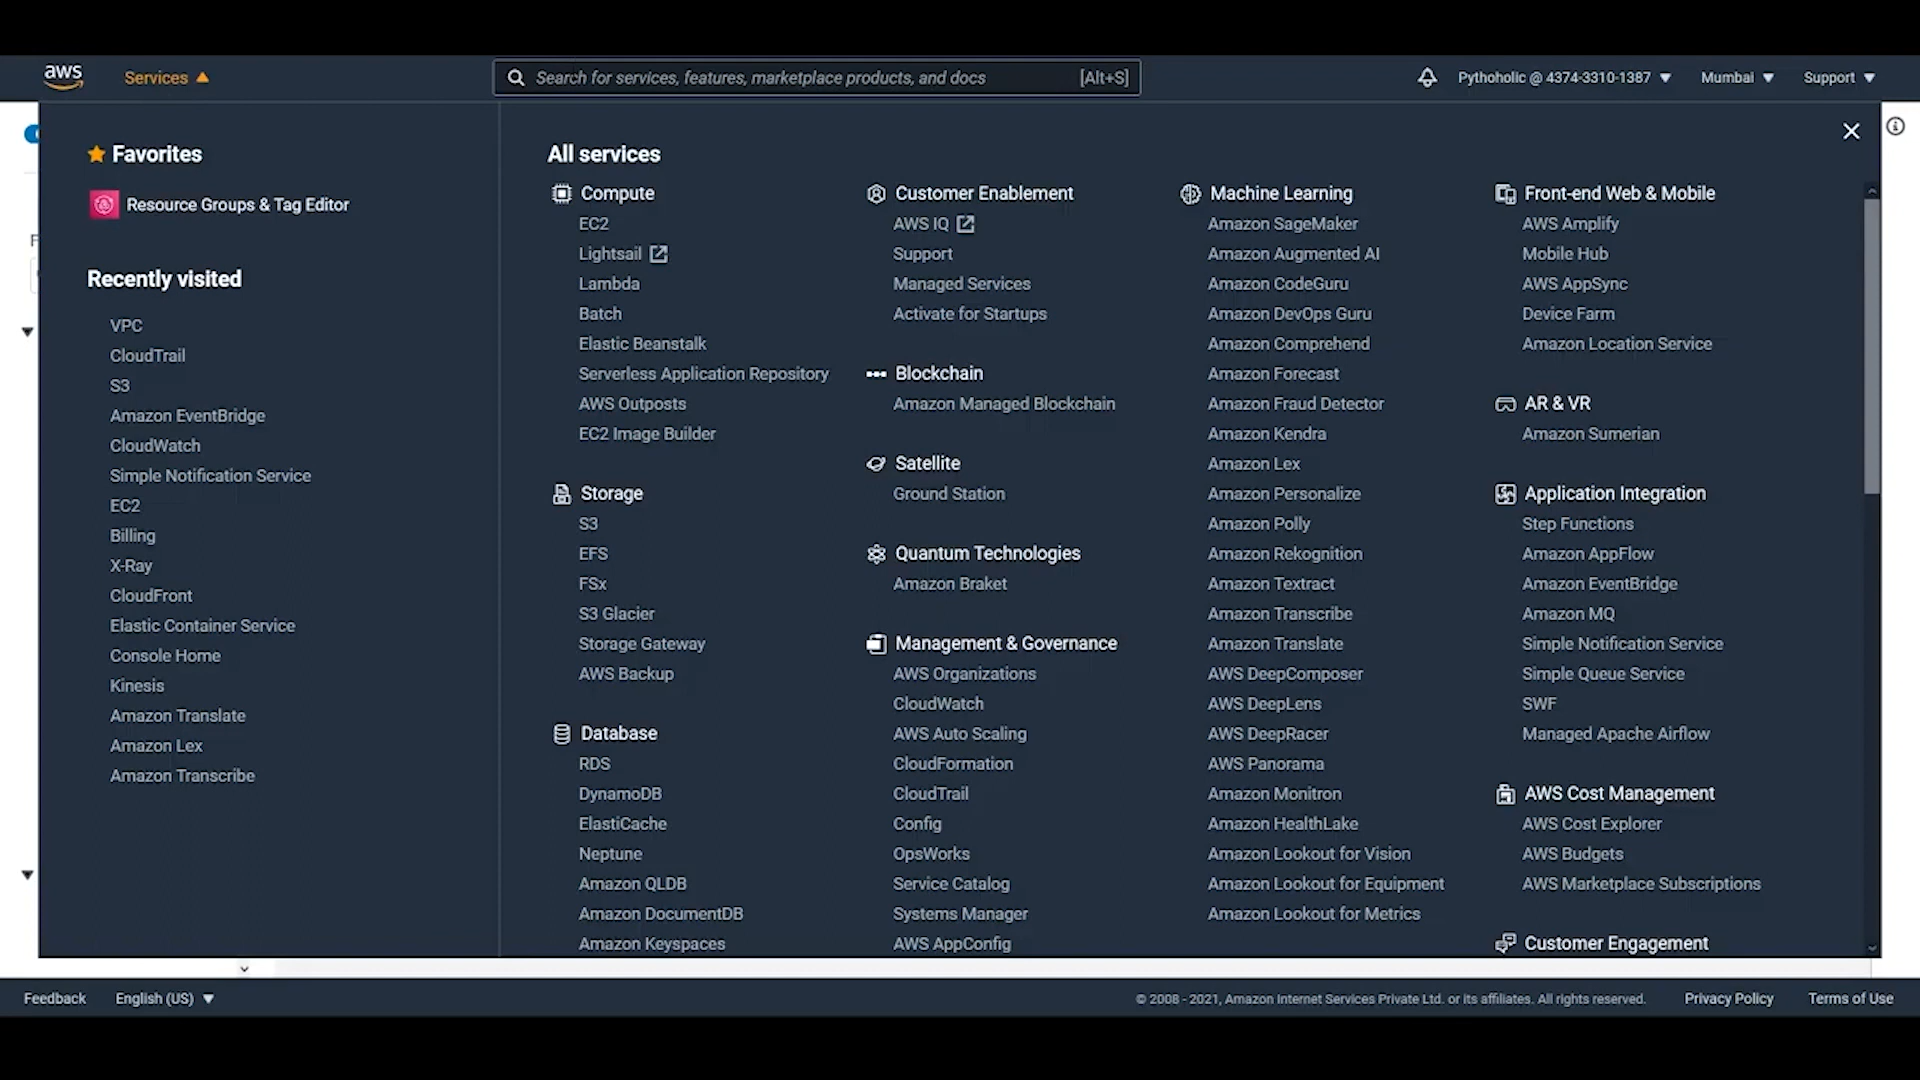 aws
Services
Search for services, features, marketplace products, and docs [Alt+S]
Pythoholic @ 4374-3310-1387
Mumbai
Support
Favorites
Resource Groups & Tag Editor
Recently visited
VPC
CloudTrail
S3
Amazon EventBridge
CloudWatch
Simple Notification Service
EC2
Billing
X-Ray
CloudFront
Elastic Container Service
Console Home
Kinesis
Amazon Translate
Amazon Lex
Amazon Transcribe
All services
Compute
EC2
Lightsail
Lambda
Batch
Elastic Beanstalk
Serverless Application Repository
AWS Outposts
EC2 Image Builder
Storage
S3
EFS
FSx
S3 Glacier
Storage Gateway
AWS Backup
Database
RDS
DynamoDB
ElastiCache
Neptune
Amazon QLDB
Amazon DocumentDB
Amazon Keyspaces
Customer Enablement
AWS IQ
Support
Managed Services
Activate for Startups
Blockchain
Amazon Managed Blockchain
Satellite
Ground Station
Quantum Technologies
Amazon Braket
Management & Governance
AWS Organizations
CloudWatch
AWS Auto Scaling
CloudFormation
CloudTrail
Config
OpsWorks
Service Catalog
Systems Manager
AWS AppConfig
Machine Learning
Amazon SageMaker
Amazon Augmented AI
Amazon CodeGuru
Amazon DevOps Guru
Amazon Comprehend
Amazon Forecast
Amazon Fraud Detector
Amazon Kendra
Amazon Lex
Amazon Personalize
Amazon Polly
Amazon Rekognition
Amazon Textract
Amazon Transcribe
Amazon Translate
AWS DeepComposer
AWS DeepLens
AWS DeepRacer
AWS Panorama
Amazon Monitron
Amazon HealthLake
Amazon Lookout for Vision
Amazon Lookout for Equipment
Amazon Lookout for Metrics
Front-end Web & Mobile
AWS Amplify
Mobile Hub
AWS AppSync
Device Farm
Amazon Location Service
AR & VR
Amazon Sumerian
Application Integration
Step Functions
Amazon AppFlow
Amazon EventBridge
Amazon MQ
Simple Notification Service
Simple Queue Service
SWF
Managed Apache Airflow
AWS Cost Management
AWS Cost Explorer
AWS Budgets
AWS Marketplace Subscriptions
Customer Engagement
Feedback
English (US)
© 2008 - 2021, Amazon Internet Services Private Ltd. or its affiliates. All rights reserved.
Privacy Policy
Terms of Use